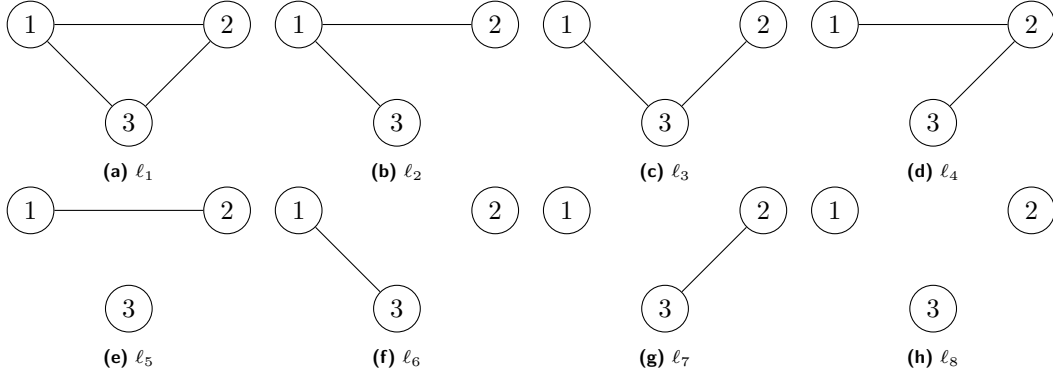 1 2 1 2 1 2 1 2
3 3 3 3
(a) ℓ₁ (b) ℓ₂ (c) ℓ₃ (d) ℓ₄
1 2 1 2 1 2 1 2
3 3 3 3
(e) ℓ₅ (f) ℓ₆ (g) ℓ₇ (h) ℓ₈